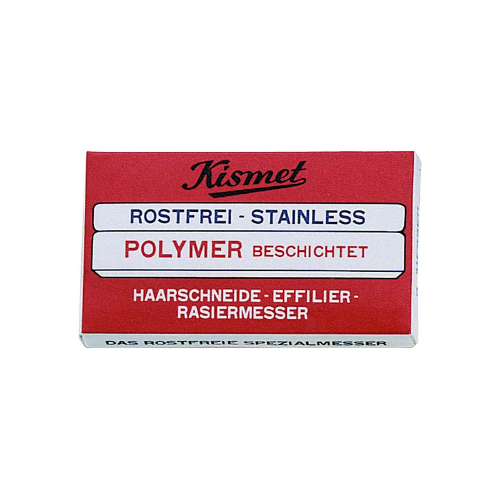 Kismet
ROSTFREI - STAINLESS
POLYMER BESCHICHTET
HAARSCHNEIDE - EFFILIER -
RASIERMESSER
DAS ROSTFREIE SPEZIALMESSER